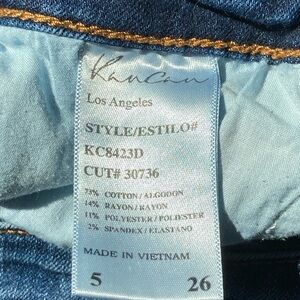 KanCan
Los Angeles
STYLE/ESTILO#
KC8423D
CUT# 30736
73% COTTON/ALGODON
14% RAYON/RAYON
11% POLYESTER/POLIESTER
2% SPANDEX/ELASTANO
MADE IN VIETNAM
5 26